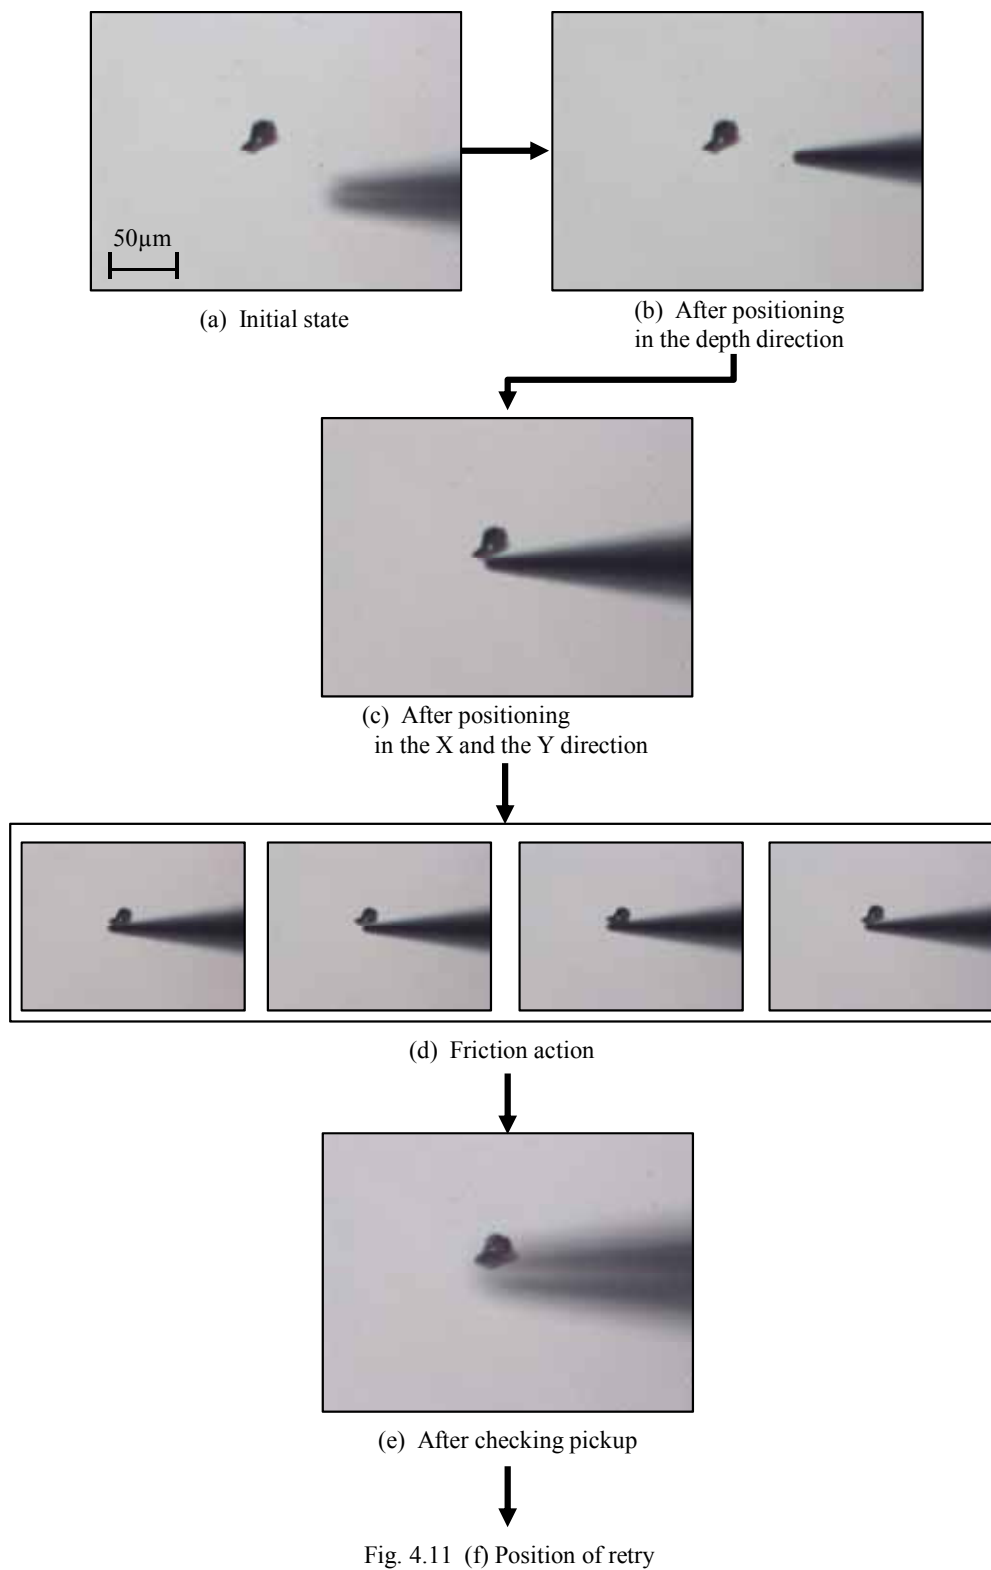 50µm
(a) Initial state
(b) After positioning
in the depth direction
(c) After positioning
in the X and the Y direction
(d) Friction action
(e) After checking pickup
Fig. 4.11 (f) Position of retry